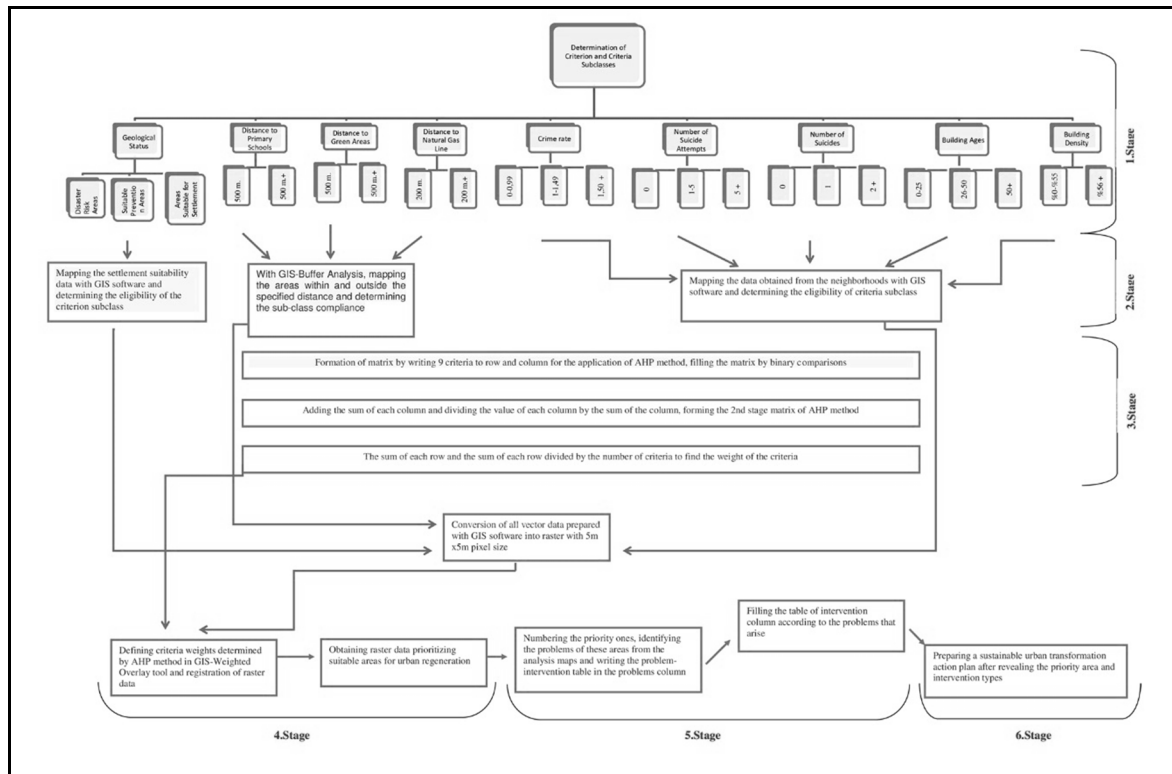 Determination of
Criterion and Criteria
Subclasses
Geological
Status
Distance to
Primary
Schools
Distance to
Green Areas
Distance to
Natural Gas
Line
Crime rate
Number of
Suicide
Attempts
Number of
Suicides
Building Ages
Building
Density
Disaster
Risk
Areas
Suitable
Preventio
n Areas
Areas
Suitable for
Settlement
500 m.
500 m.+
500 m.
500 m.+
200 m.
200 m.+
0-0,99
1-1,49
1,50 +
0
1-5
5 +
0
1
2 +
0-25
26-50
50+
%0-%55
%56 +
1.Stage
Mapping the settlement suitability
data with GIS software and
determining the eligibility of the
criterion subclass
With GIS-Buffer Analysis, mapping
the areas within and outside the
specified distance and determining
the sub-class compliance
Mapping the data obtained from the neighborhoods with GIS
software and determining the eligibility of criteria subclass
2.Stage
Formation of matrix by writing 9 criteria to row and column for the application of AHP method, filling the matrix by binary comparisons
Adding the sum of each column and dividing the value of each column by the sum of the column, forming the 2nd stage matrix of AHP method
The sum of each row and the sum of each row divided by the number of criteria to find the weight of the criteria
3.Stage
Conversion of all vector data prepared
with GIS software into raster with 5m
x5m pixel size
Defining criteria weights determined
by AHP method in GIS-Weighted
Overlay tool and registration of raster
data
Obtaining raster data prioritizing
suitable areas for urban regeneration
Numbering the priority ones, identifying
the problems of these areas from the
analysis maps and writing the problem-
intervention table in the problems column
Filling the table of intervention
column according to the problems that
arise
Preparing a sustainable urban transformation
action plan after revealing the priority area and
intervention types
4.Stage
5.Stage
6.Stage